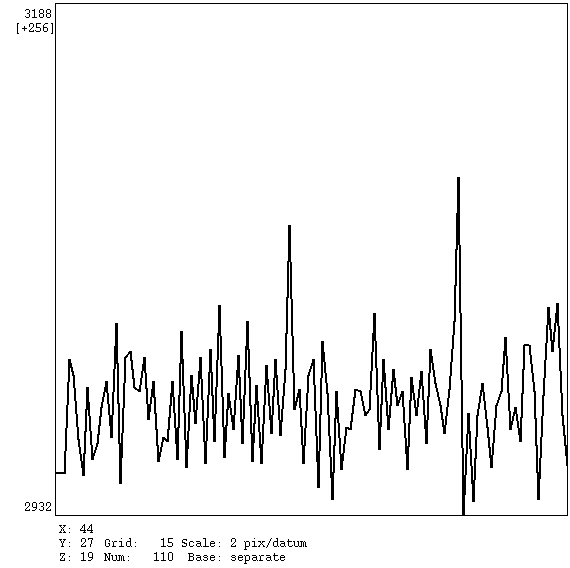 3188
[+256]
2932
X: 44
Y: 27 Grid: 15 Scale: 2 pix/datum
Z: 19 Num: 110 Base: separate